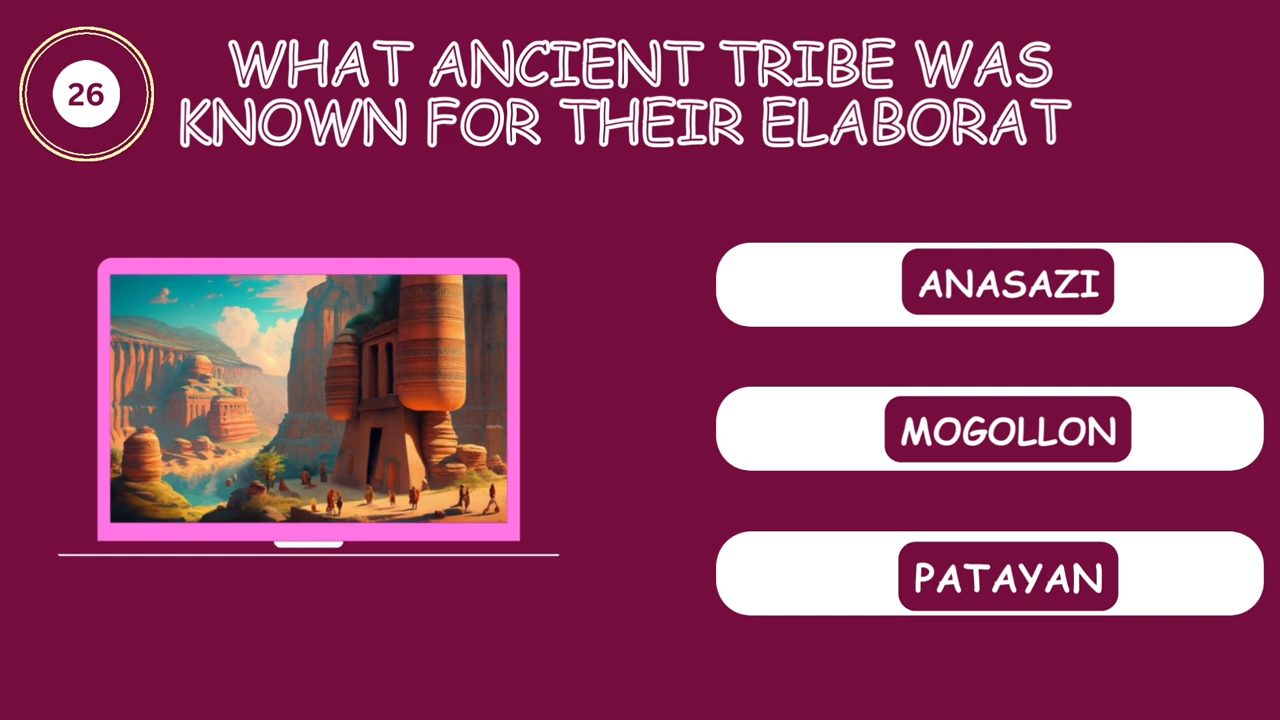 26
WHAT ANCIENT TRIBE WAS
KNOWN FOR THEIR ELABORAT
ANASAZI
MOGOLLON
PATAYAN